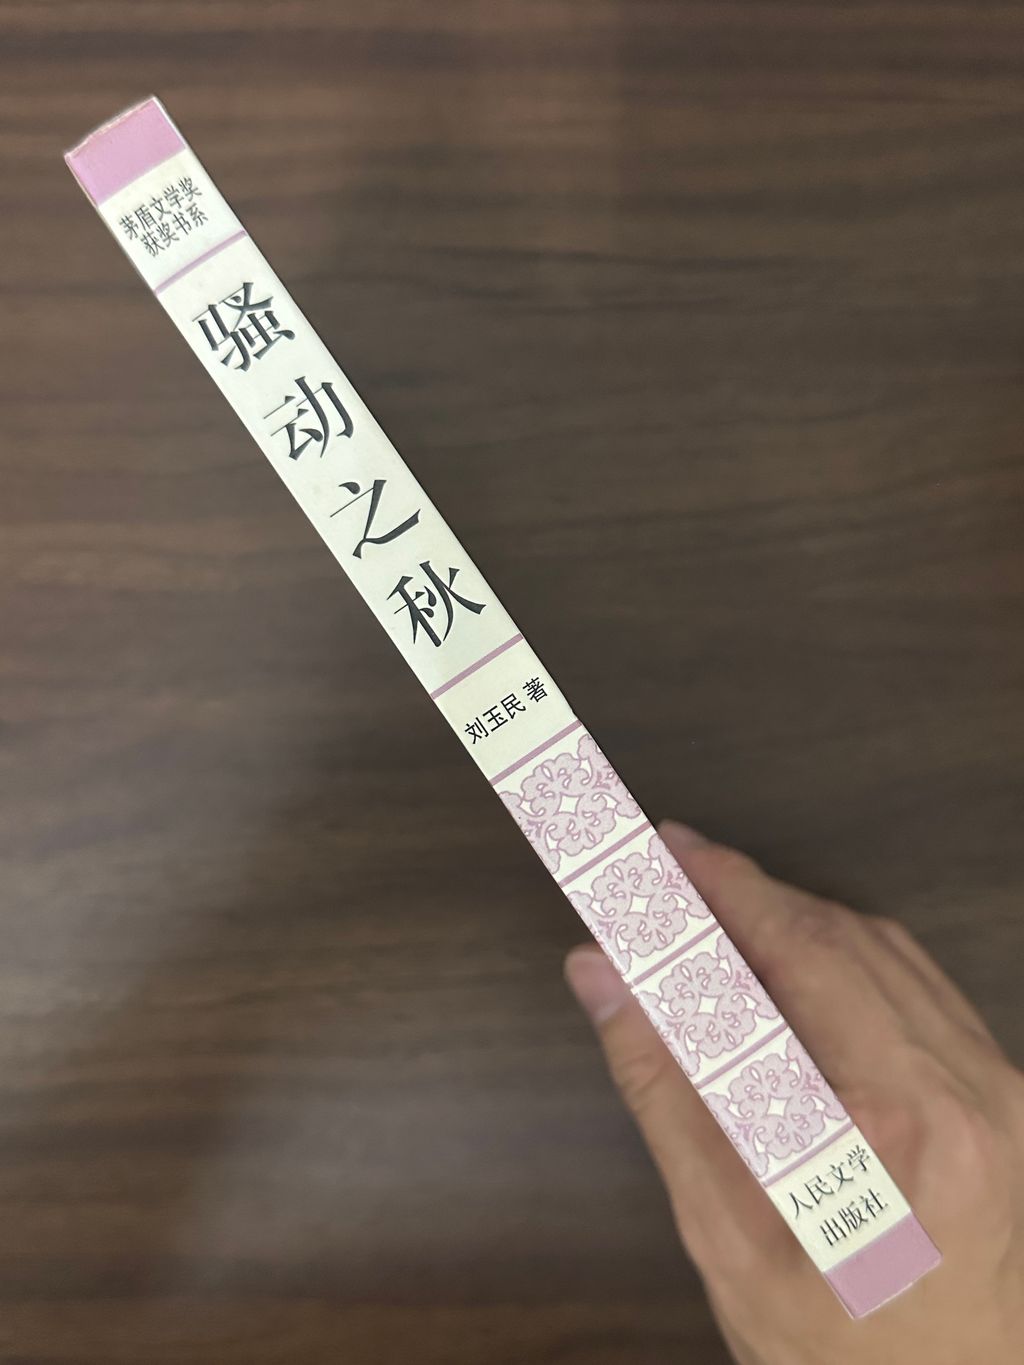 茅盾文学奖
获奖书系
骚动之秋
刘玉民 著
人民文学
出版社